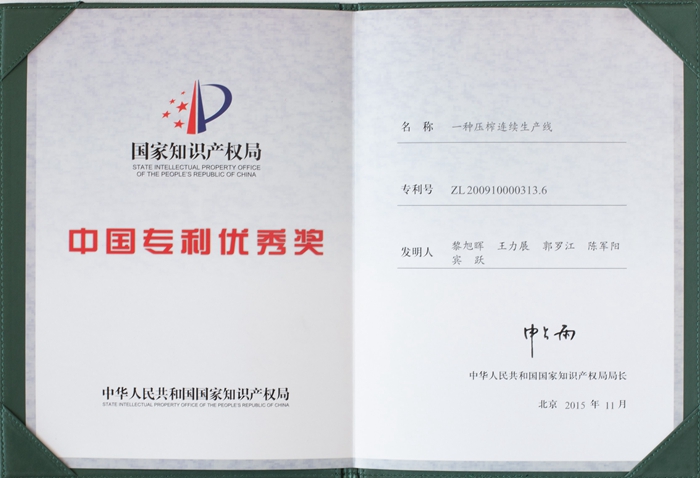 国家知识产权局
STATE INTELLECTUAL PROPERTY OFFICE
OF THE PEOPLE'S REPUBLIC OF CHINA
中国专利优秀奖
中华人民共和国国家知识产权局
STATE INTELLECTUAL PROPERTY OFFICE OF THE PEOPLE'S REPUBLIC OF CHINA
名 称 一种压榨连续生产线
专利号 ZL 200910000313.6
发明人 黎旭晖 王力展 郭罗江 陈军阳
宾 跃
申长雨
中华人民共和国国家知识产权局局长
北京 2015 年 11 月